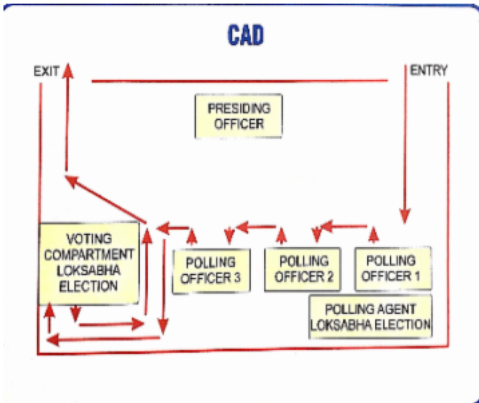 CAD
EXIT
ENTRY
PRESIDING
OFFICER
VOTING
COMPARTMENT
LOKSABHA
ELECTION
POLLING
OFFICER 3
POLLING
OFFICER 2
POLLING
OFFICER 1
POLLING AGENT
LOKSABHA ELECTION